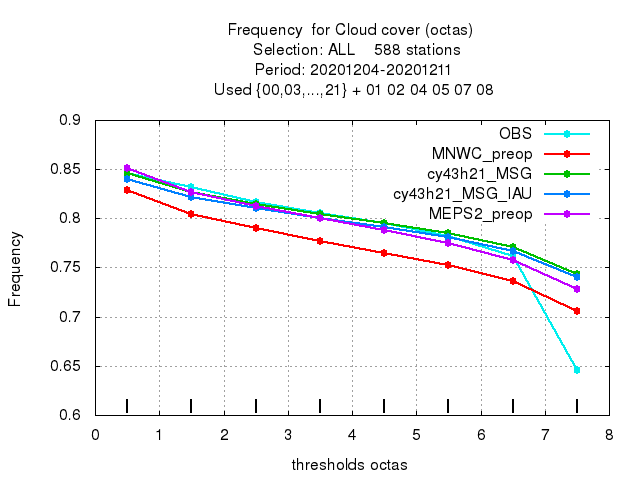 Frequency  for Cloud cover (octas)
Selection: ALL    588 stations
Period: 20201204-20201211
Used {00,03,...,21} + 01 02 04 05 07 08
OBS
MNWC_preop
cy43h21_MSG
cy43h21_MSG_IAU
MEPS2_preop
Frequency
0.9
0.85
0.8
0.75
0.7
0.65
0.6
0 1 2 3 4 5 6 7 8
thresholds octas